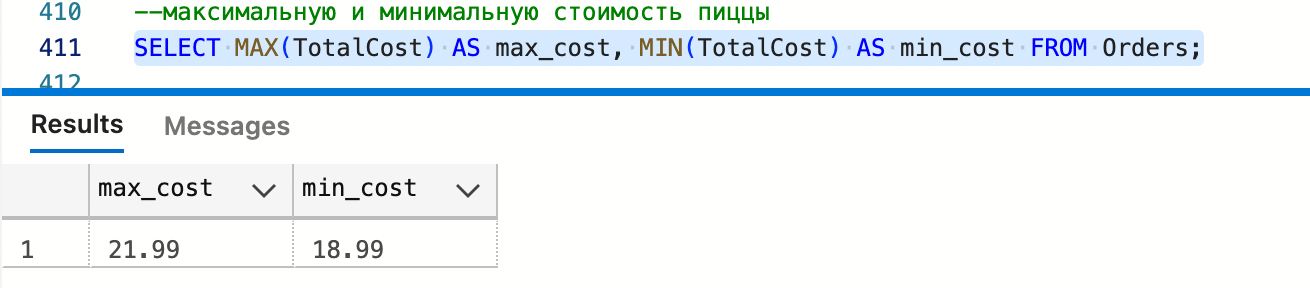 410 --максимальную и минимальную стоимость пиццы
411 SELECT MAX(TotalCost) AS max_cost, MIN(TotalCost) AS min_cost FROM Orders;
412
Results Messages
max_cost min_cost
1 21.99 18.99